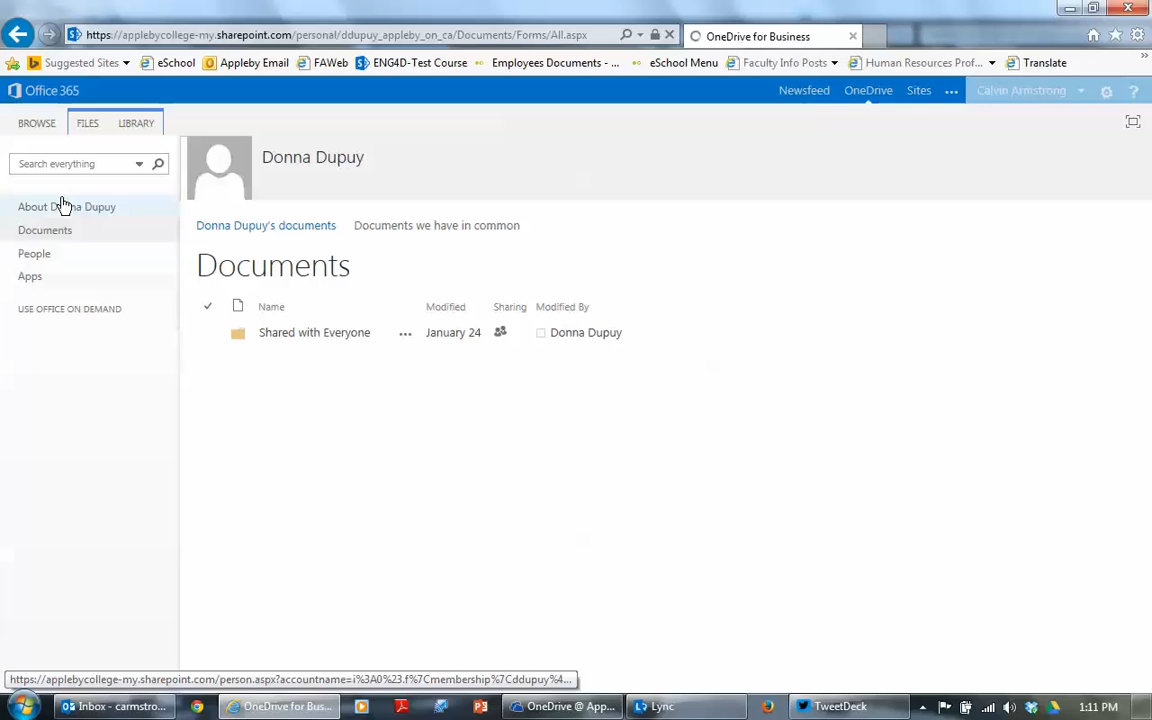 https://applebycollege-my.sharepoint.com/personal/ddupuy_appleby_on_ca/Documents/Forms/All.aspx
OneDrive for Business
Suggested Sites
eSchool
Appleby Email
FAWeb
ENG4D-Test Course
Employees Documents - ...
eSchool Menu
Faculty Info Posts
Human Resources Prof...
Translate
Office 365
Newsfeed
OneDrive
Sites
...
Calvin Armstrong
?
BROWSE
FILES
LIBRARY
Search everything
Donna Dupuy
About Donna Dupuy
Documents
People
Apps
USE OFFICE ON DEMAND
Donna Dupuy's documents
Documents we have in common
Documents
Name
Modified
Sharing
Modified By
Shared with Everyone
...
January 24
Donna Dupuy
https://applebycollege-my.sharepoint.com/person.aspx?accountname=i%3A0%23.f%7Cmembership%7Cddupuy%4...
Inbox - carmstro...
OneDrive for Bus...
OneDrive @ App...
Lync
TweetDeck
1:11 PM